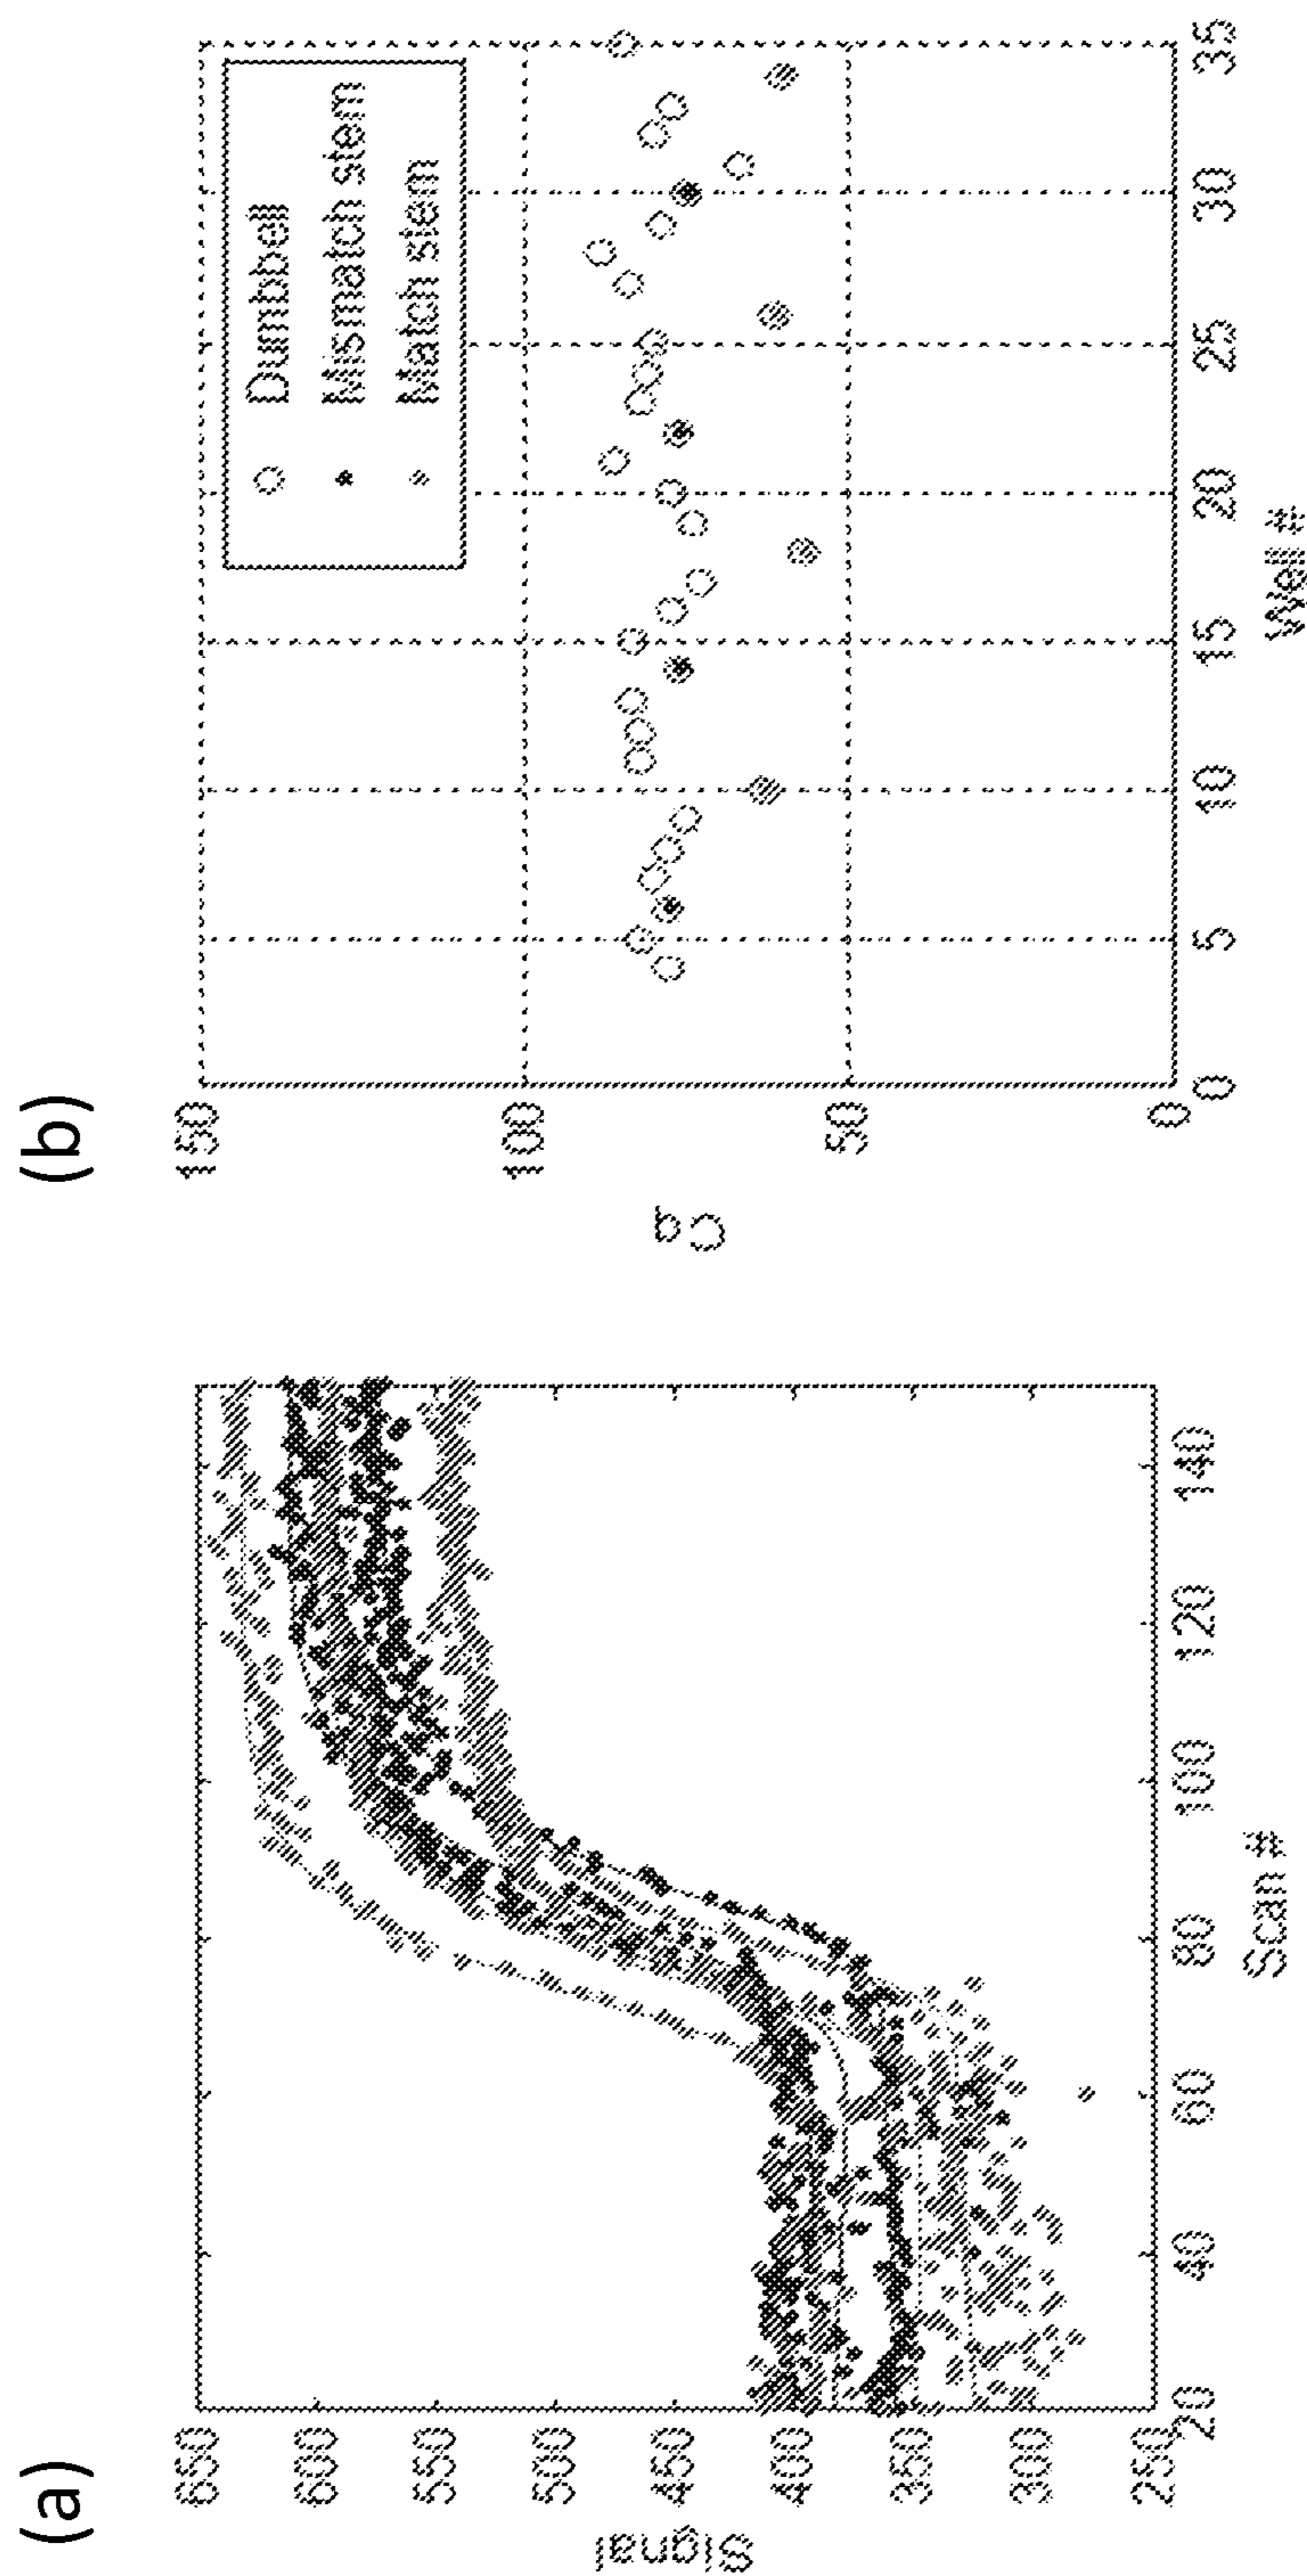 (a)
Signal
650
600
550
500
450
400
350
300
250
20 40 60 80 100 120 140
Scan #
(b)
Cq
150
100
50
0
0 5 10 15 20 25 30 35
Well #
Dumbbell
Mismatch stem
Match stem